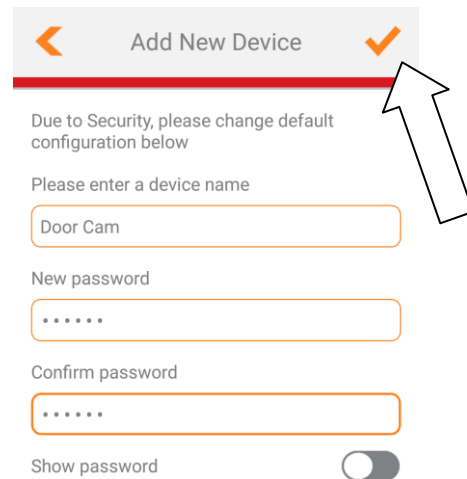 Add New Device
Due to Security, please change default
configuration below
Please enter a device name
Door Cam
New password
••••••
Confirm password
••••••
Show password